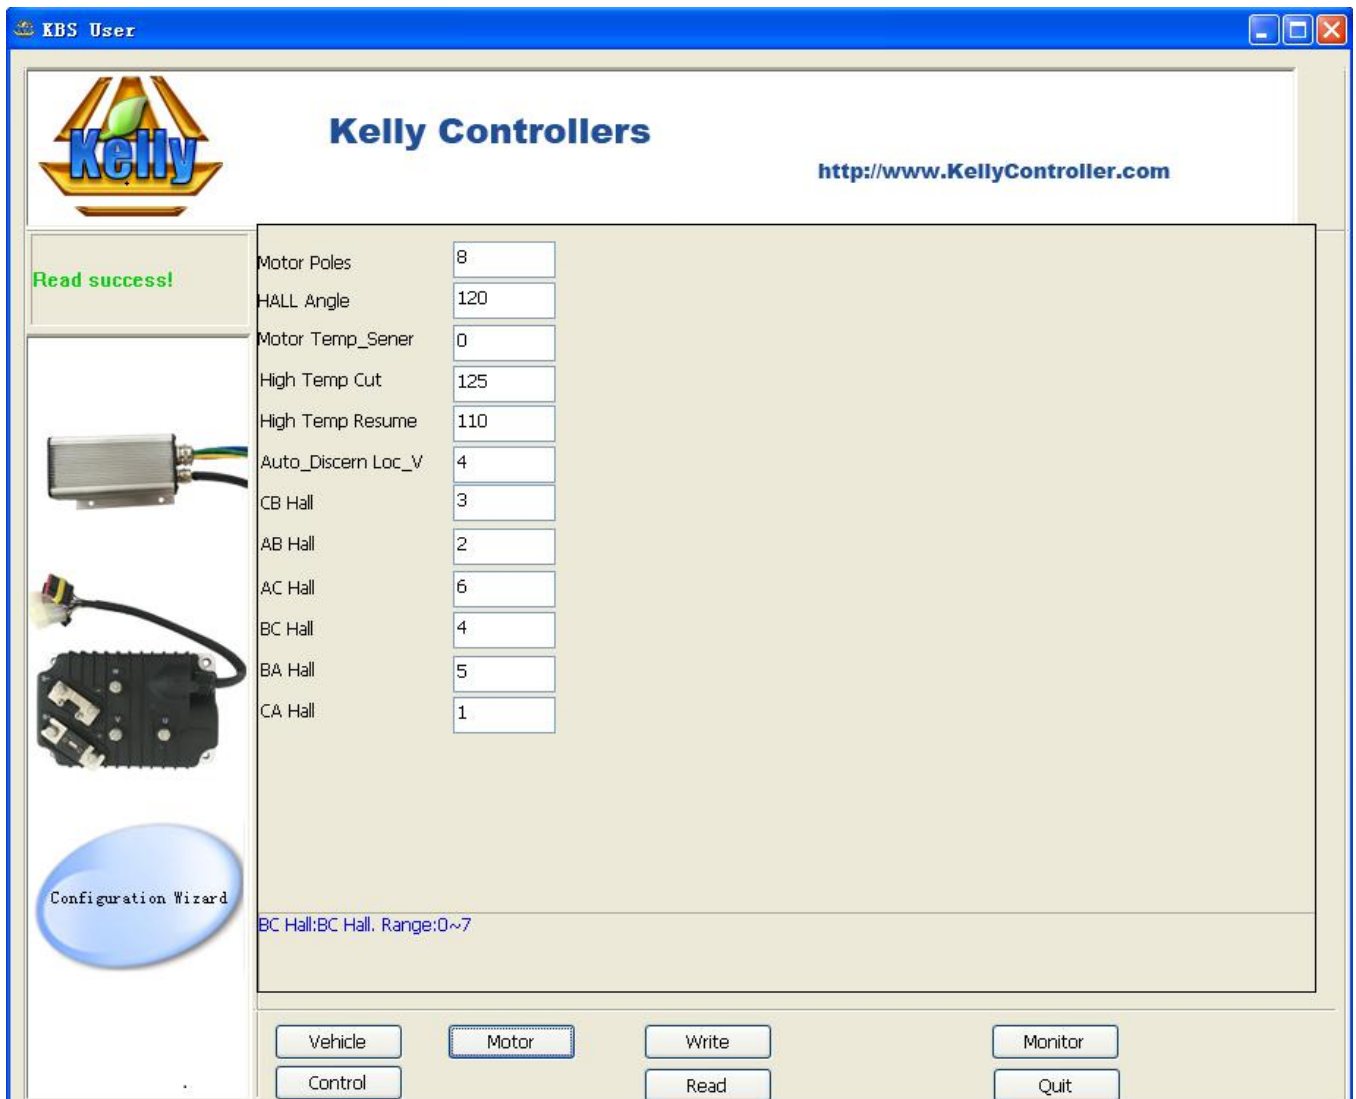 KBS User
Kelly
Kelly Controllers
http://www.KellyController.com
Read success!
Motor Poles 8
HALL Angle 120
Motor Temp_Sener 0
High Temp Cut 125
High Temp Resume 110
Auto_Discern Loc_V 4
CB Hall 3
AB Hall 2
AC Hall 6
BC Hall 4
BA Hall 5
CA Hall 1
Configuration Wizard
BC Hall:BC Hall. Range:0~7
Vehicle Motor Write Monitor
Control Read Quit